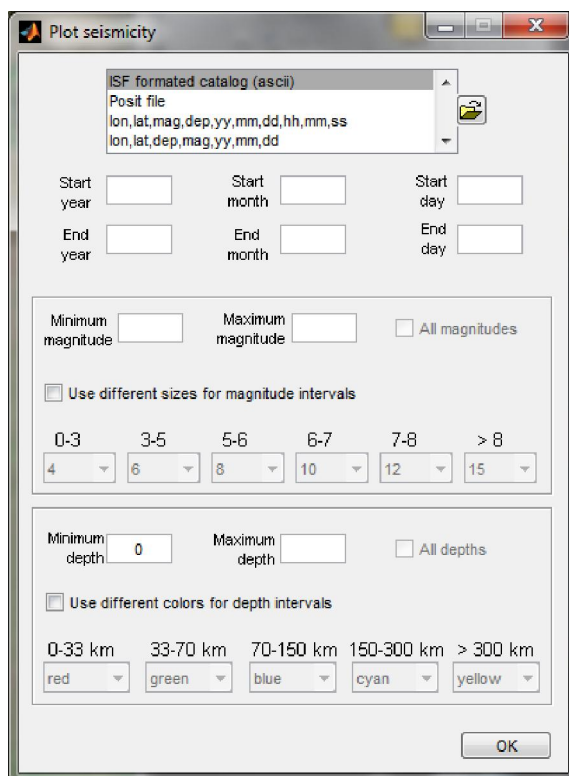 Plot seismicity
ISF formated catalog (ascii)
Posit file
lon,lat,mag,dep,yy,mm,dd,hh,mm,ss
lon,lat,dep,mag,yy,mm,dd
Start year Start month Start day
End year End month End day
Minimum magnitude Maximum magnitude All magnitudes
Use different sizes for magnitude intervals
0-3 3-5 5-6 6-7 7-8 > 8
4 6 8 10 12 15
Minimum depth 0 Maximum depth All depths
Use different colors for depth intervals
0-33 km 33-70 km 70-150 km 150-300 km > 300 km
red green blue cyan yellow
OK